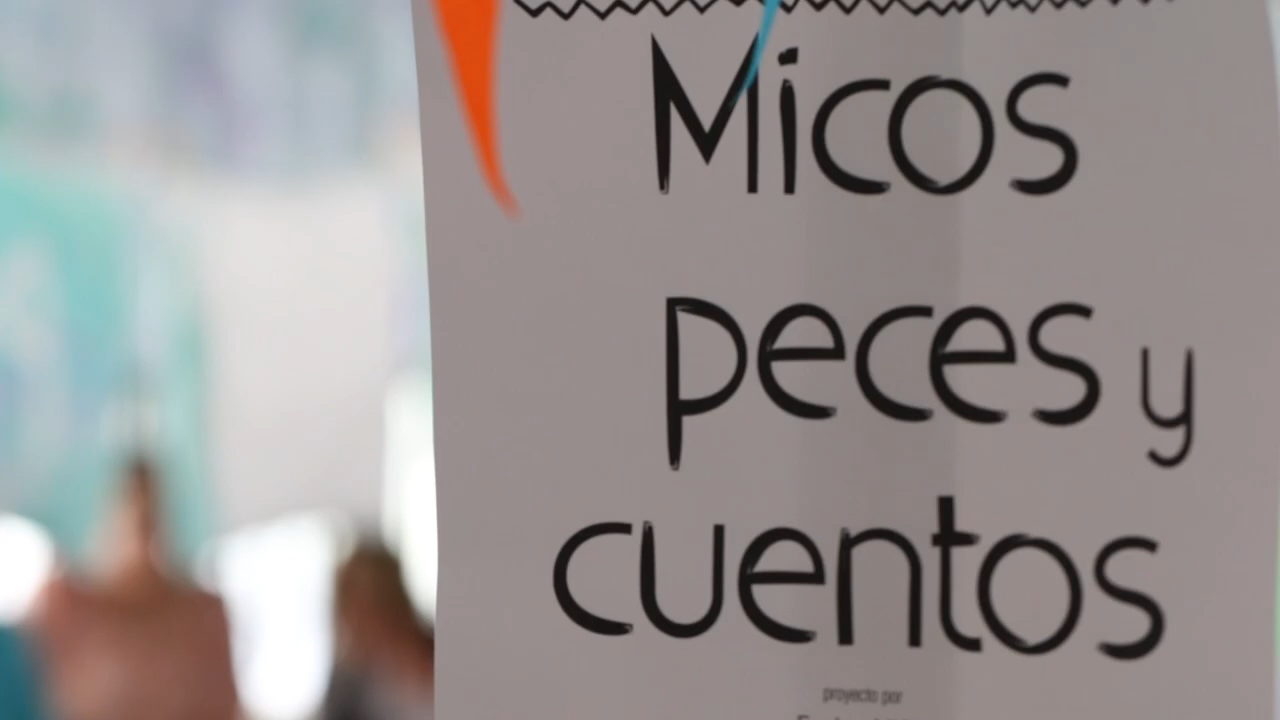 Micos
peces y
cuentos
proyecto por